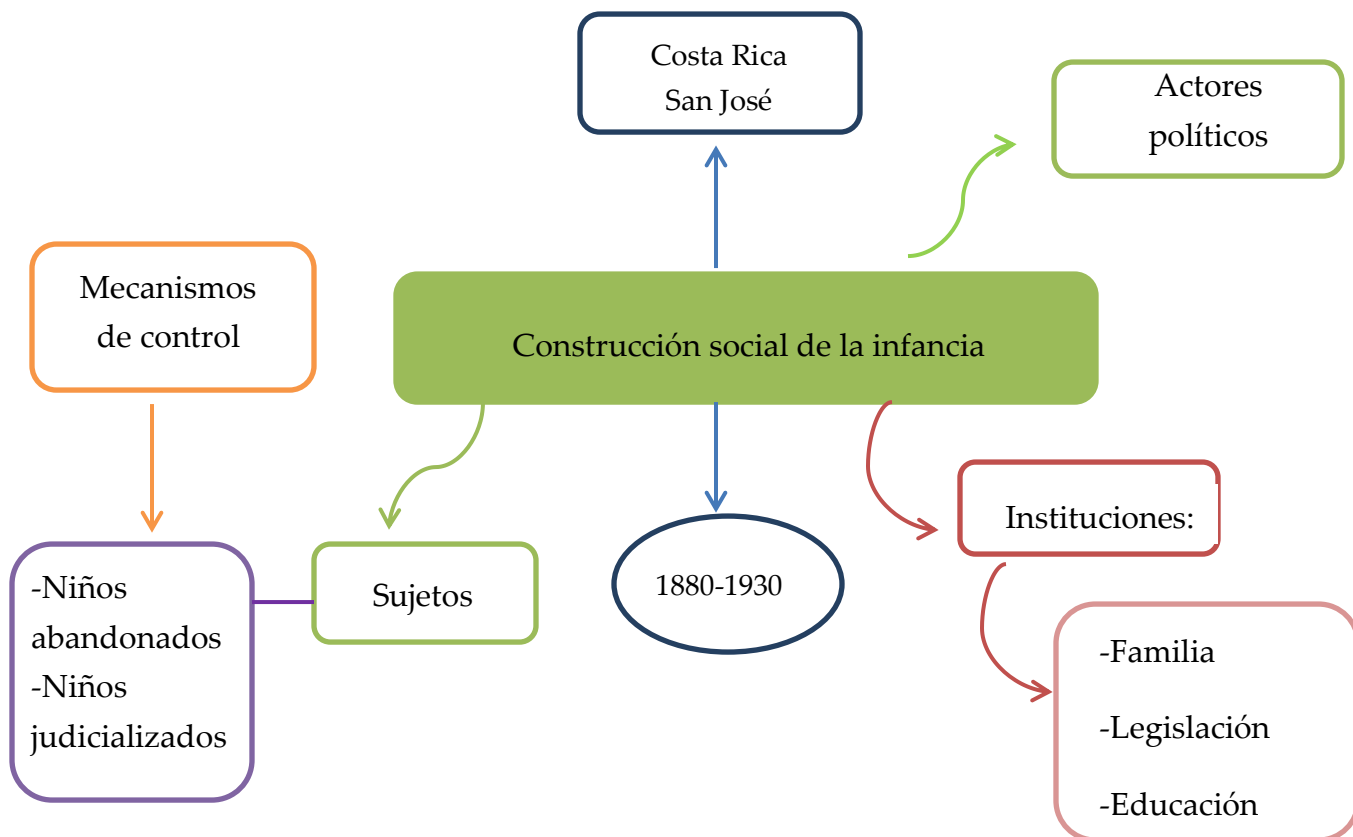 Costa Rica
San José
Actores
políticos
Mecanismos
de control
Construcción social de la infancia
-Niños
abandonados
-Niños
judicializados
Sujetos
1880-1930
Instituciones:
-Familia
-Legislación
-Educación